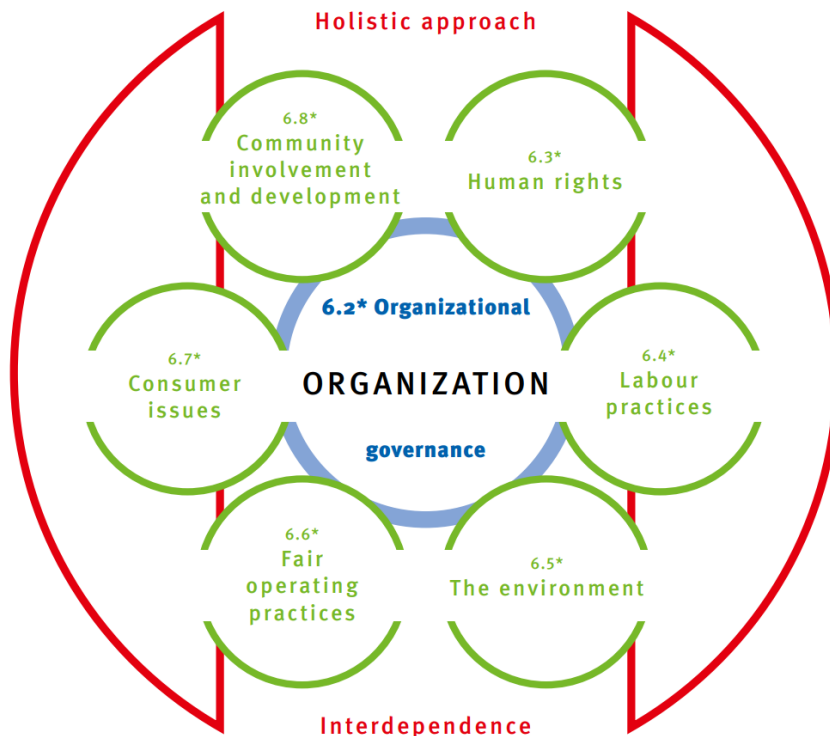 Holistic approach
6.8*
Community
involvement
and development
6.3*
Human rights
6.2* Organizational
ORGANIZATION
governance
6.7*
Consumer
issues
6.4*
Labour
practices
6.6*
Fair
operating
practices
6.5*
The environment
Interdependence